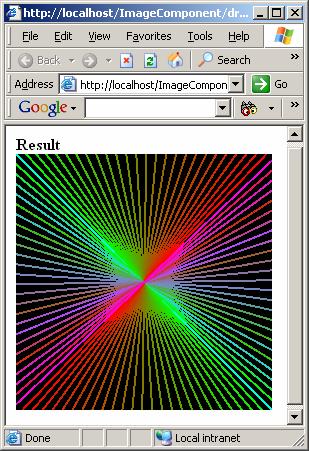 http://localhost/ImageComponent/dr...
File Edit View Favorites Tools Help
Back Search
Address http://localhost/ImageCompon Go
Google
Result
Done Local intranet